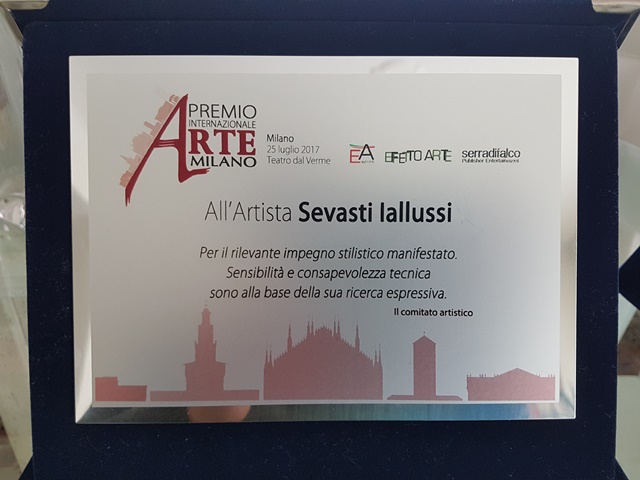 PREMIO
INTERNAZIONALE
ARTE
MILANO
Milano
25 luglio 2017
Teatro dal Verme
EA
EFFETO ARTE
serradifalco
Publisher Entertainment
All'Artista Sevasti Iallussi
Per il rilevante impegno stilistico manifestato.
Sensibilità e consapevolezza tecnica
sono alla base della sua ricerca espressiva.
Il comitato artistico